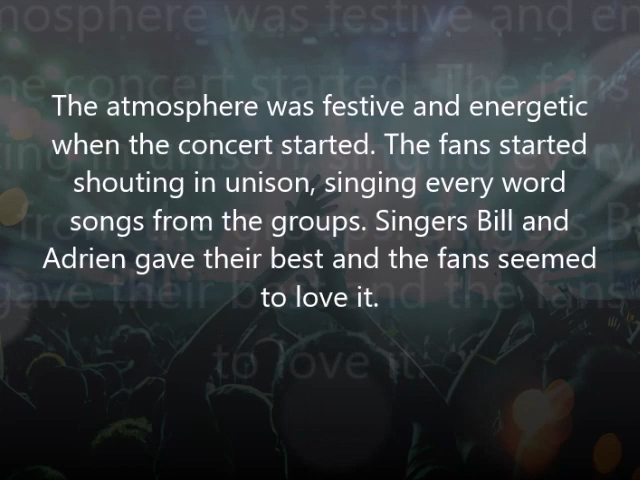 The atmosphere was festive and energetic
when the concert started. The fans started
shouting in unison, singing every word
songs from the groups. Singers Bill and
Adrien gave their best and the fans seemed
to love it.